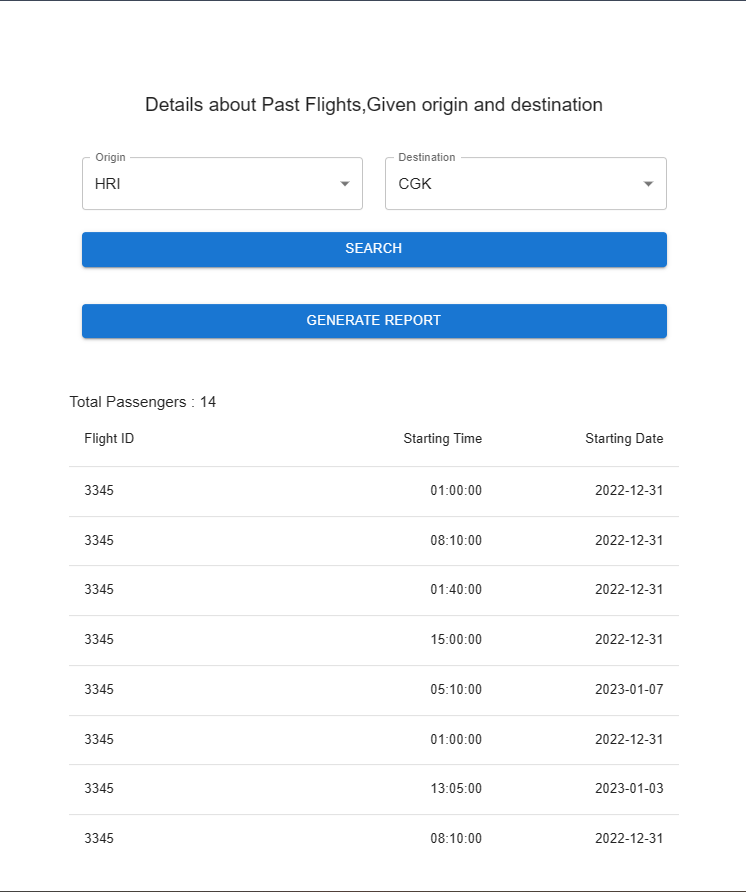 Details about Past Flights,Given origin and destination
Origin Destination
HRI CGK
SEARCH
GENERATE REPORT
Total Passengers : 14
Flight ID Starting Time Starting Date
3345 01:00:00 2022-12-31
3345 08:10:00 2022-12-31
3345 01:40:00 2022-12-31
3345 15:00:00 2022-12-31
3345 05:10:00 2023-01-07
3345 01:00:00 2022-12-31
3345 13:05:00 2023-01-03
3345 08:10:00 2022-12-31